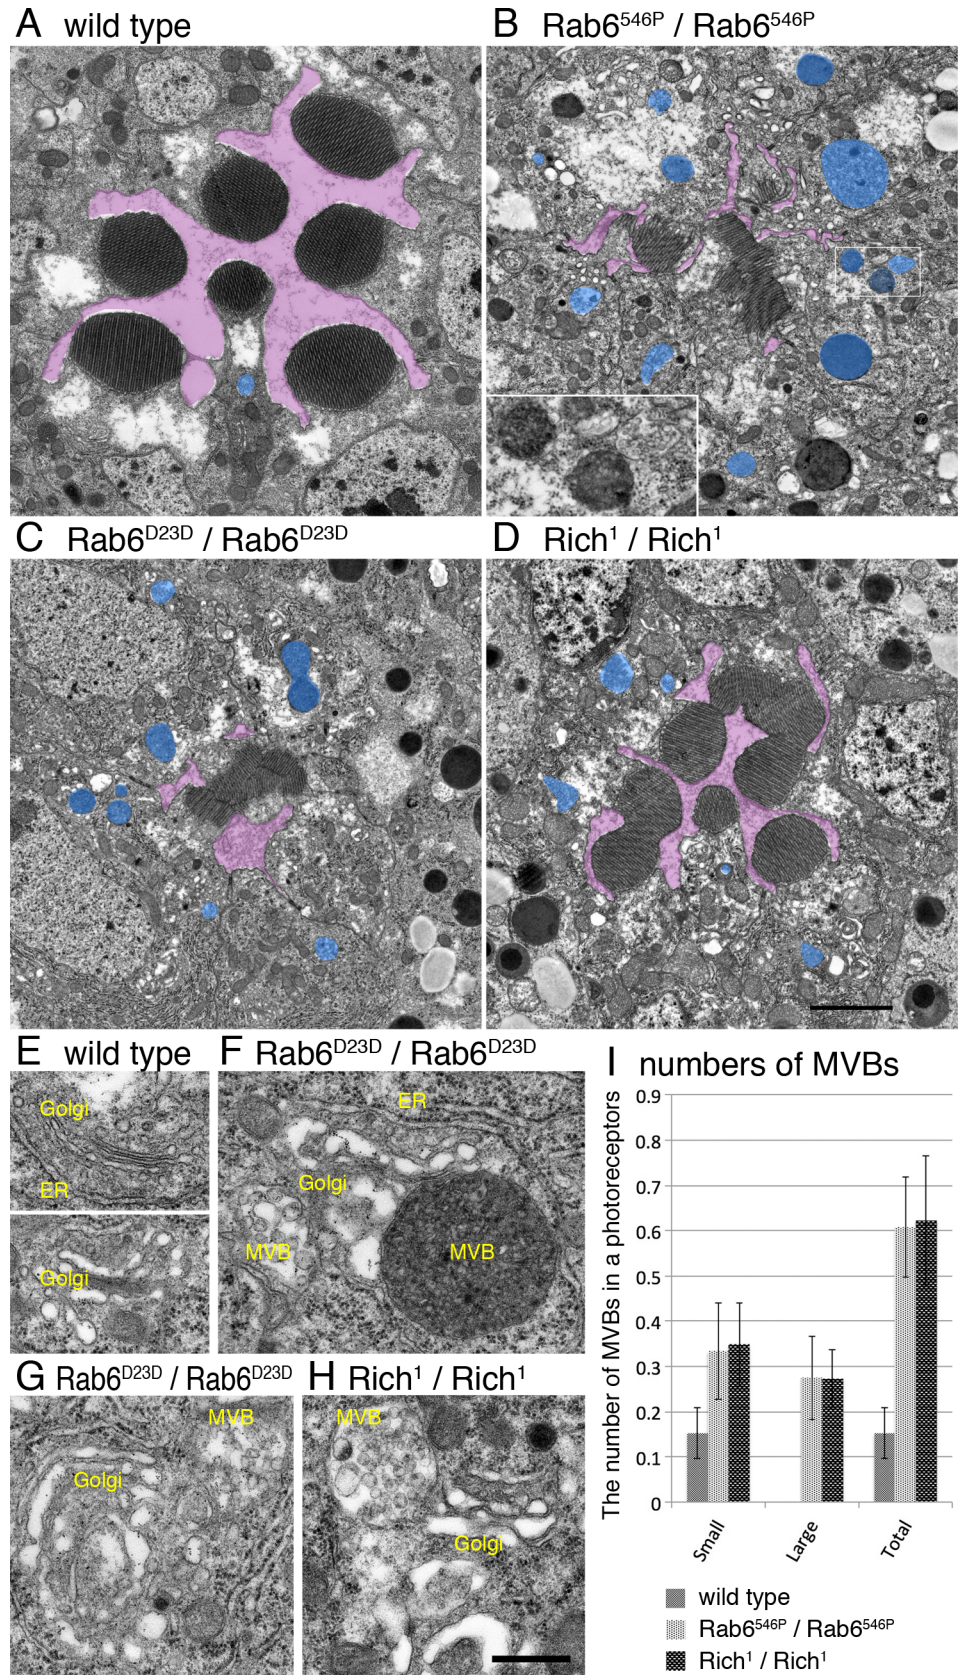 A wild type
B Rab6546P / Rab6546P
C Rab6D23D / Rab6D23D
D Rich1 / Rich1
E wild type
Golgi
ER
Golgi
F Rab6D23D / Rab6D23D
ER
Golgi
MVB
MVB
G Rab6D23D / Rab6D23D
MVB
Golgi
H Rich1 / Rich1
MVB
Golgi
I numbers of MVBs
The number of MVBs in a photoreceptors
0.9
0.8
0.7
0.6
0.5
0.4
0.3
0.2
0.1
0
Small
Large
Total
wild type
Rab6546P / Rab6546P
Rich1 / Rich1